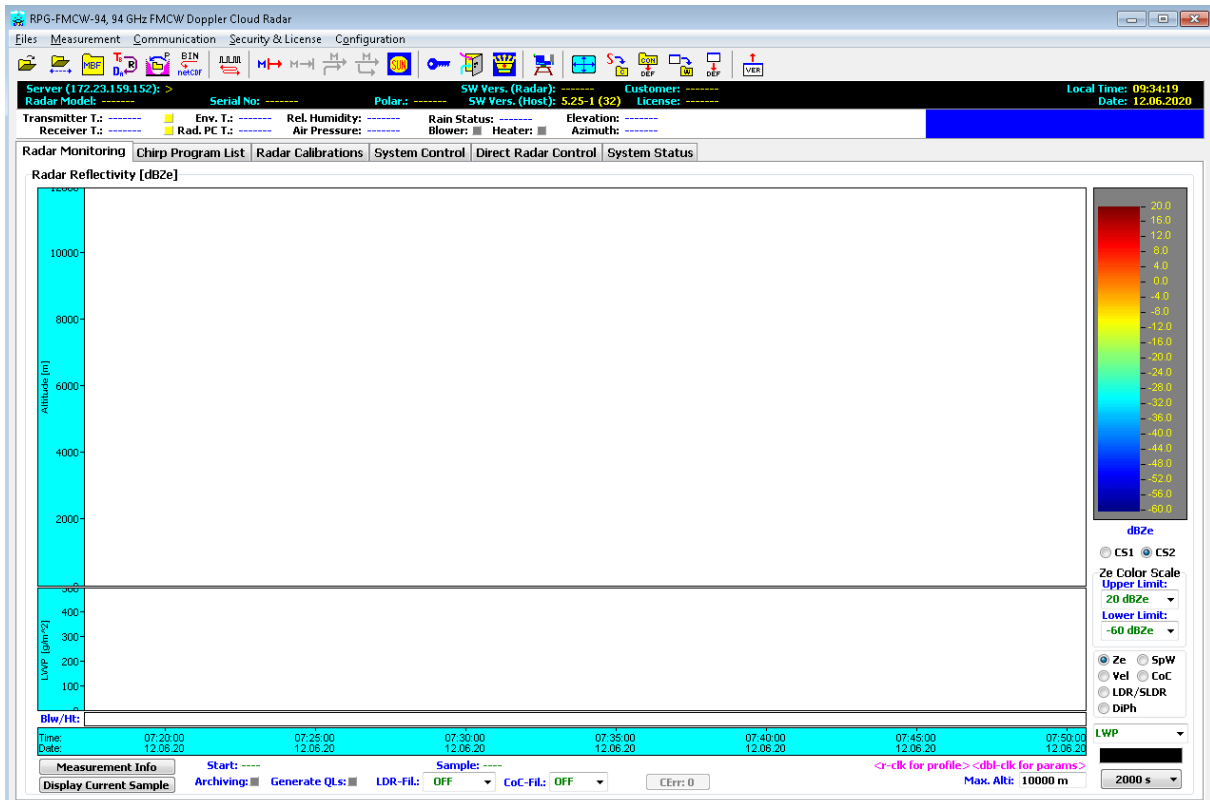 RPG-FMCW-94, 94 GHz FMCW Doppler Cloud Radar
Files Measurement Communication Security & License Configuration
MBF TB Dn R P BIN netCDF M M M M SUN S C CON DEF W DEF VER
Server (172.23.159.152): > SW Vers. (Radar): ------- Customer: ------- Local Time: 09:34:19
Radar Model: ------- Serial No: ------- Polar.: ------- SW Vers. (Host): 5.25-1 (32) License: ------- Date: 12.06.2020
Transmitter T.: ------- Env. T.: ------- Rel. Humidity: ------- Rain Status: ------- Elevation: -------
Receiver T.: ------- Rad. PC T.: ------- Air Pressure: ------- Blower: Heater: Azimuth: -------
Radar Monitoring Chirp Program List Radar Calibrations System Control Direct Radar Control System Status
Radar Reflectivity [dBZe]
12000
10000
8000
6000
4000
2000
0
Altitude [m]
500
400
300
200
100
0
LWP [g/m^2]
Blw/Ht:
Time: 07:20:00 07:25:00 07:30:00 07:35:00 07:40:00 07:45:00 07:50:00
Date: 12.06.20 12.06.20 12.06.20 12.06.20 12.06.20 12.06.20 12.06.20
20.0
16.0
12.0
8.0
4.0
0.0
-4.0
-8.0
-12.0
-16.0
-20.0
-24.0
-28.0
-32.0
-36.0
-40.0
-44.0
-48.0
-52.0
-56.0
-60.0
dBZe
CS1 CS2
Ze Color Scale
Upper Limit:
20 dBZe
Lower Limit:
-60 dBZe
Ze SpW
Vel CoC
LDR/SLDR
DiPh
LWP
2000 s
Measurement Info Start: ---- Sample: ---- <r-clk for profile> <dbl-clk for params>
Display Current Sample Archiving: Generate QLs: LDR-Fil.: OFF CoC-Fil.: OFF CErr: 0 Max. Alti: 10000 m